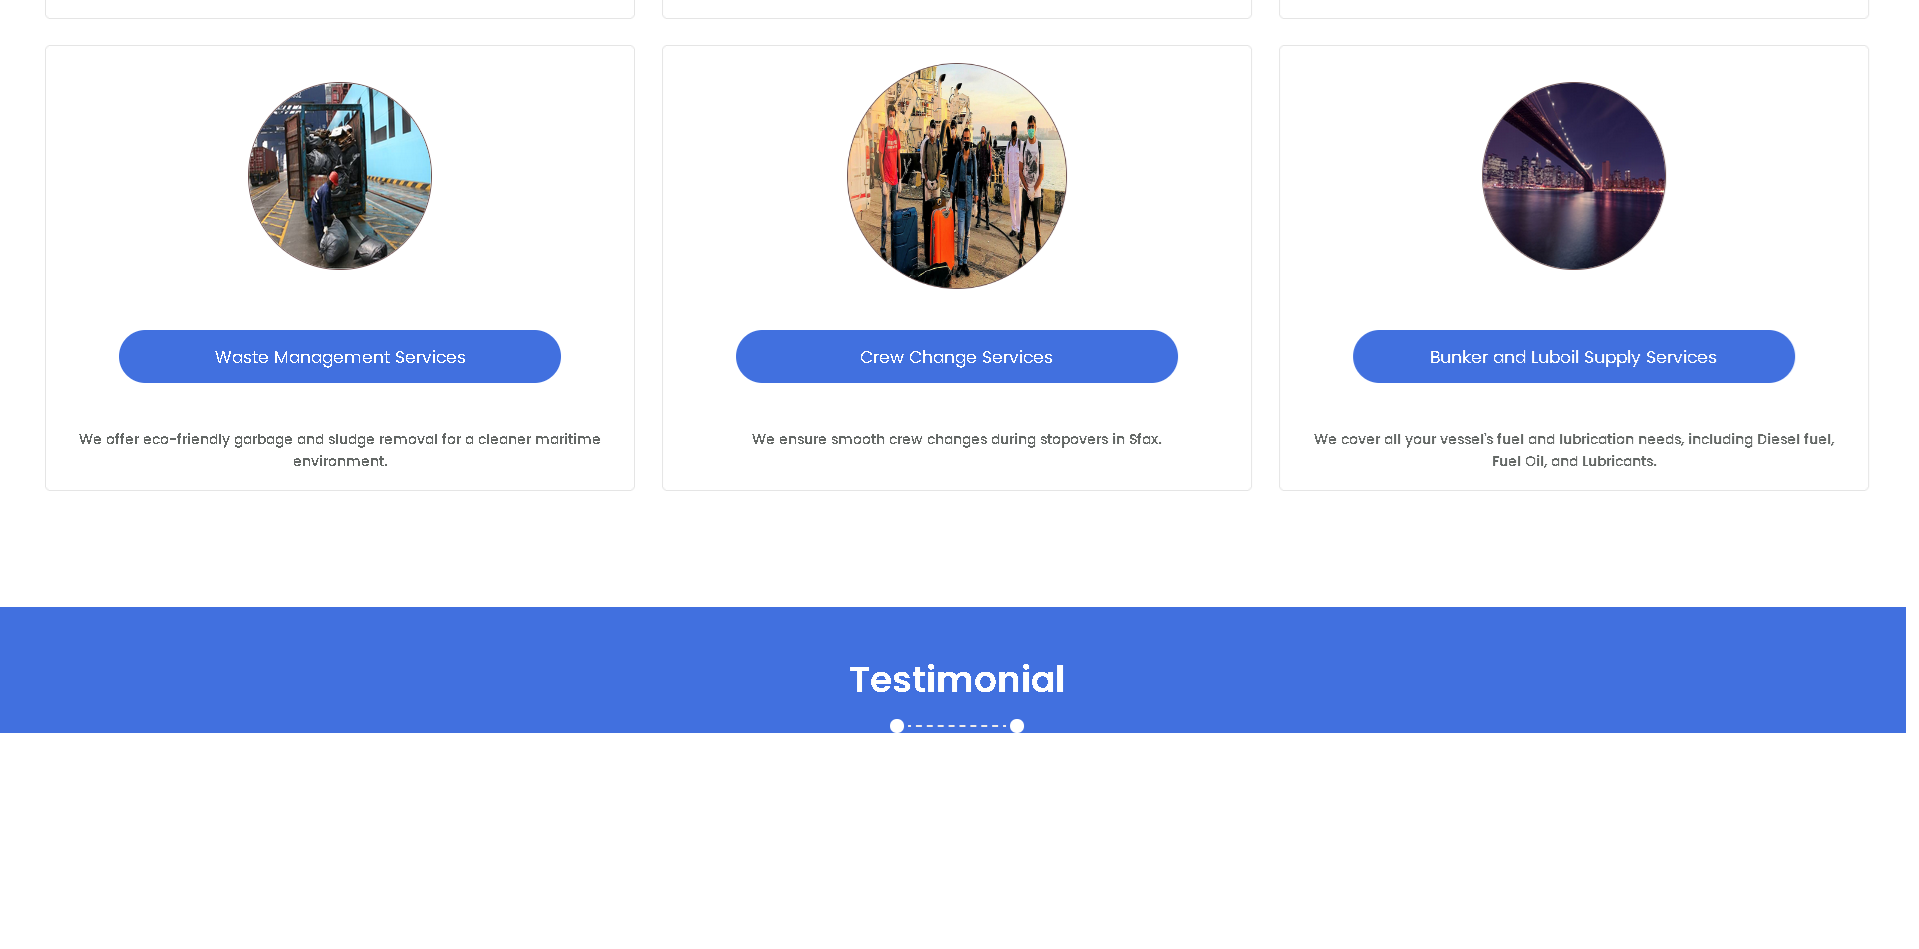 Waste Management Services
Crew Change Services
Bunker and Luboil Supply Services
We offer eco-friendly garbage and sludge removal for a cleaner maritime
environment.
We ensure smooth crew changes during stopovers in Sfax.
We cover all your vessel's fuel and lubrication needs, including Diesel fuel,
Fuel Oil, and Lubricants.
Testimonial